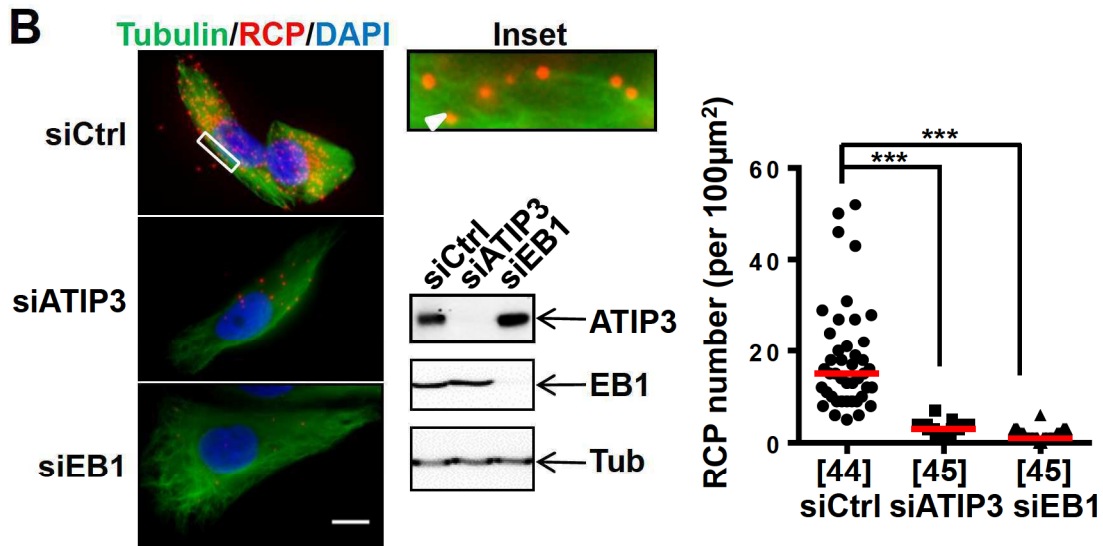 B
Tubulin/RCP/DAPI
Inset
siCtrl
siATIP3
siEB1
siCtrl
siATIP3
siEB1
ATIP3
EB1
Tub
RCP number (per 100µm²)
60
40
20
0
***
***
[44]
[45]
[45]
siCtrl
siATIP3
siEB1